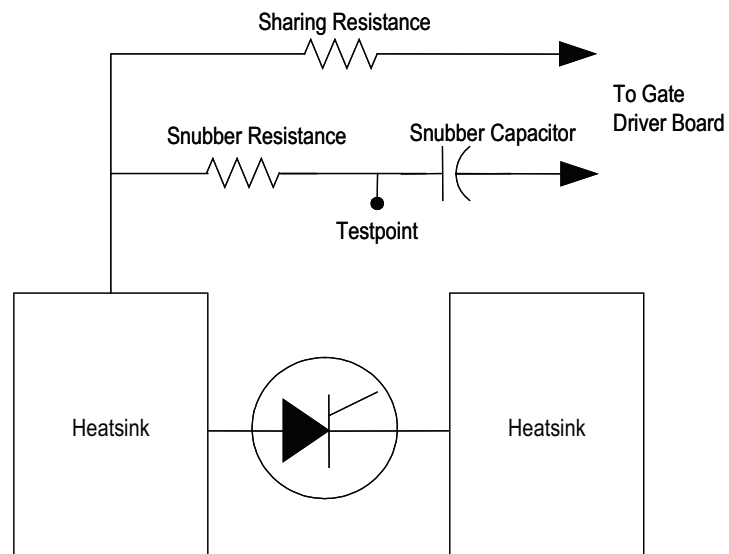 Sharing Resistance
To Gate
Driver Board
Snubber Resistance
Snubber Capacitor
Testpoint
Heatsink
Heatsink